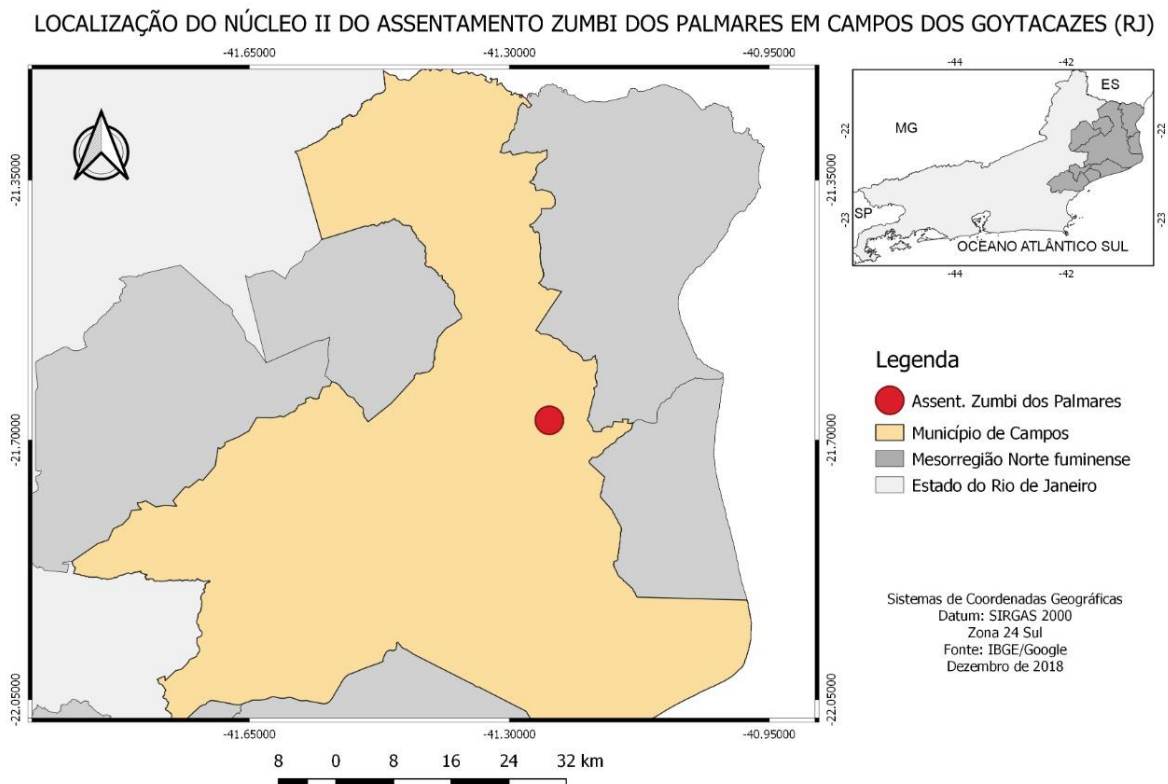 LOCALIZAÇÃO DO NÚCLEO II DO ASSENTAMENTO ZUMBI DOS PALMARES EM CAMPOS DOS GOYTACAZES (RJ)
-41.65000 -41.30000 -40.95000
-21.35000 -21.35000
-21.70000 -21.70000
-22.05000 -22.05000
-41.65000 -41.30000 -40.95000
8 0 8 16 24 32 km
-44 -42
ES
MG
-22 -22
SP
-23 -23
OCEANO ATLÂNTICO SUL
-44 -42
Legenda
Assent. Zumbi dos Palmares
Município de Campos
Mesorregião Norte fuminense
Estado do Rio de Janeiro
Sistemas de Coordenadas Geográficas
Datum: SIRGAS 2000
Zona 24 Sul
Fonte: IBGE/Google
Dezembro de 2018